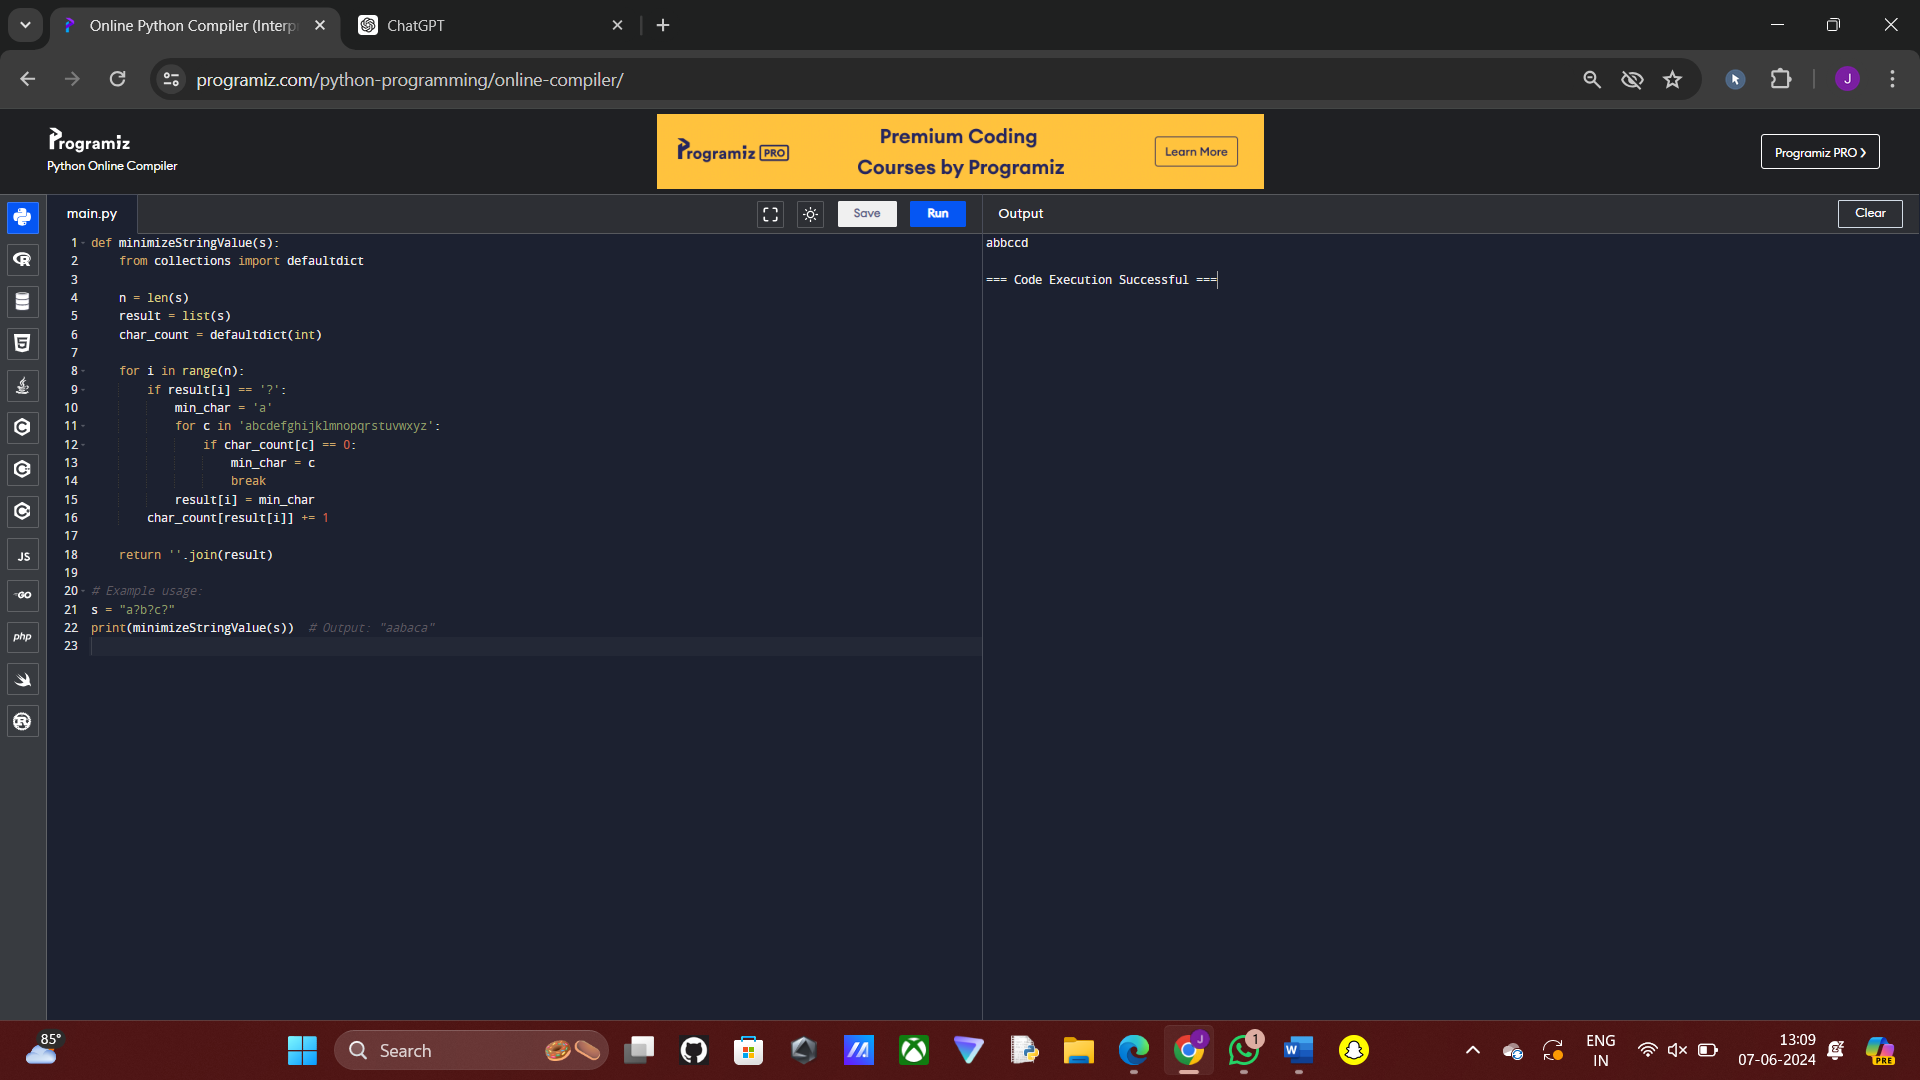 Online Python Compiler (Interp
ChatGPT
programiz.com/python-programming/online-compiler/
J
Programiz
Python Online Compiler
Programiz PRO
Premium Coding
Courses by Programiz
Learn More
Programiz PRO
main.py
Save
Run
Output
Clear
1 def minimizeStringValue(s):
2     from collections import defaultdict
3
4     n = len(s)
5     result = list(s)
6     char_count = defaultdict(int)
7
8     for i in range(n):
9         if result[i] == '?':
10             min_char = 'a'
11             for c in 'abcdefghijklmnopqrstuvwxyz':
12                 if char_count[c] == 0:
13                     min_char = c
14                     break
15             result[i] = min_char
16         char_count[result[i]] += 1
17
18     return ''.join(result)
19
20 # Example usage:
21 s = "a?b?c?"
22 print(minimizeStringValue(s))  # Output: "aabaca"
23
abbccd
=== Code Execution Successful ===
R
5
C
C
C
JS
GO
php
R
85°
Search
J
1
W
ENG
IN
13:09
07-06-2024
PRE